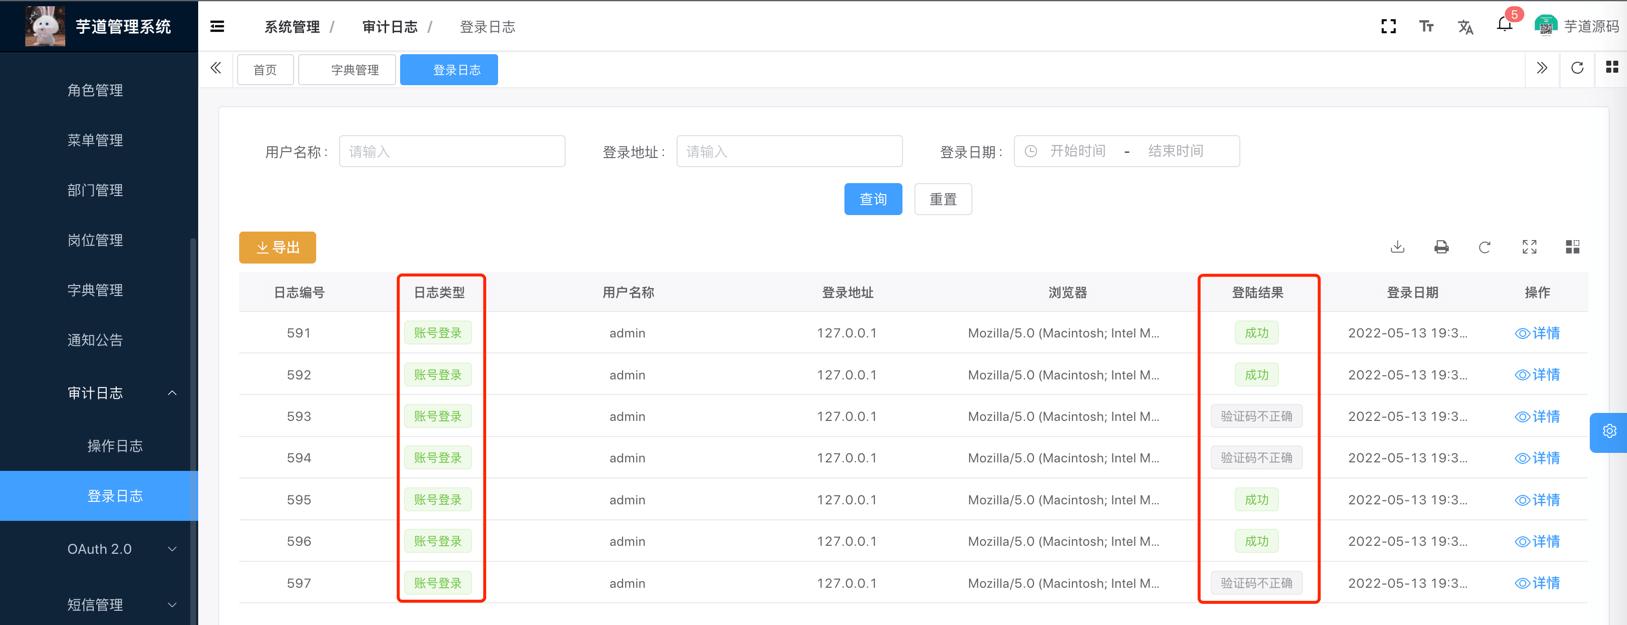 芋道管理系统
系统管理 / 审计日志 / 登录日志
5
芋道源码
首页 字典管理 登录日志
角色管理
菜单管理
部门管理
岗位管理
字典管理
通知公告
审计日志
操作日志
登录日志
OAuth 2.0
短信管理
用户名称: 请输入 登录地址: 请输入 登录日期: 开始时间 - 结束时间
查询 重置
导出
日志编号 日志类型 用户名称 登录地址 浏览器 登陆结果 登录日期 操作
591 账号登录 admin 127.0.0.1 Mozilla/5.0 (Macintosh; Intel M... 成功 2022-05-13 19:3... 详情
592 账号登录 admin 127.0.0.1 Mozilla/5.0 (Macintosh; Intel M... 成功 2022-05-13 19:3... 详情
593 账号登录 admin 127.0.0.1 Mozilla/5.0 (Macintosh; Intel M... 验证码不正确 2022-05-13 19:3... 详情
594 账号登录 admin 127.0.0.1 Mozilla/5.0 (Macintosh; Intel M... 验证码不正确 2022-05-13 19:3... 详情
595 账号登录 admin 127.0.0.1 Mozilla/5.0 (Macintosh; Intel M... 成功 2022-05-13 19:3... 详情
596 账号登录 admin 127.0.0.1 Mozilla/5.0 (Macintosh; Intel M... 成功 2022-05-13 19:3... 详情
597 账号登录 admin 127.0.0.1 Mozilla/5.0 (Macintosh; Intel M... 验证码不正确 2022-05-13 19:3... 详情